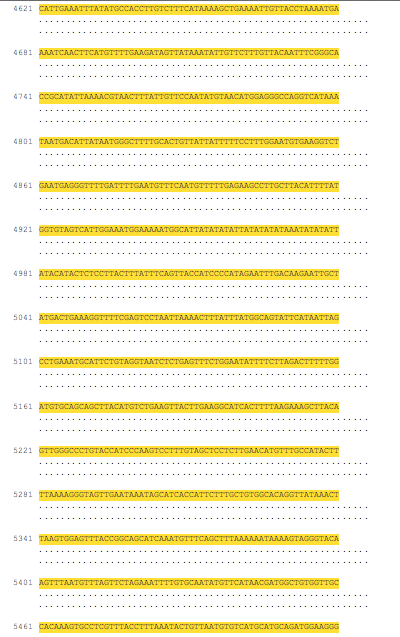 4621 CATTGAAATTTATATGCCACCTTGTCTTTCATAAAAGCTGAAAATTGTTACCTAAAATGA
..................................................................
..................................................................
4681 AAATCAACTTCATGTTTTGAAGATAGTTATAAATATTGTTCTTTGTTACAATTTCGGGCA
..................................................................
..................................................................
4741 CCGCATATTAAAACGTAACTTTATTGTTCCAATATGTAACATGGAGGGCCAGGTCATAAA
..................................................................
..................................................................
4801 TAATGACATTATAATGGGCTTTTGCACTGTTATTATTTTTCCTTTGGAATGTGAAGGTCT
..................................................................
..................................................................
4861 GAATGAGGGTTTTGATTTTGAATGTTTCAATGTTTTTGAGAAGCCTTGCTTACATTTTAT
..................................................................
..................................................................
4921 GGTGTAGTCATTGGAAATGGAAAAATGGCATTATATATATTATATATATAAATATATATT
..................................................................
..................................................................
4981 ATACATACTCTCCTTACTTTATTTCAGTTACCATCCCCATAGAATTTGACAAGAATTGCT
..................................................................
..................................................................
5041 ATGACTGAAAGGTTTTCGAGTCCTAATTAAAACTTTATTTATGGCAGTATTCATAATTAG
..................................................................
..................................................................
5101 CCTGAAATGCATTCTGTAGGTAATCTCTGAGTTTCTGGAATATTTTCTTAGACTTTTTGG
..................................................................
..................................................................
5161 ATGTGCAGCAGCTTACATGTCTGAAGTTACTTGAAGGCATCACTTTTAAGAAAGCTTACA
..................................................................
..................................................................
5221 GTTGGGCCCTGTACCATCCCAAGTCCTTTGTAGCTCCTCTTGAACATGTTTGCCATACTT
..................................................................
..................................................................
5281 TTAAAAGGGTAGTTGAATAAATAGCATCACCATTCTTTGCTGTGGCACAGGTTATAAACT
..................................................................
..................................................................
5341 TAAGTGGAGTTTACCGGCAGCATCAAATGTTTCAGCTTTAAAAAATAAAAGTAGGGTACA
..................................................................
..................................................................
5401 AGTTTAATGTTTAGTTCTAGAAATTTTGTGCAATATGTTCATAACGATGGCTGTGGTTGC
..................................................................
..................................................................
5461 CACAAAGTGCCTCGTTTACCTTTAAATACTGTTAATGTGTCATGCATGCAGATGGAAGGG